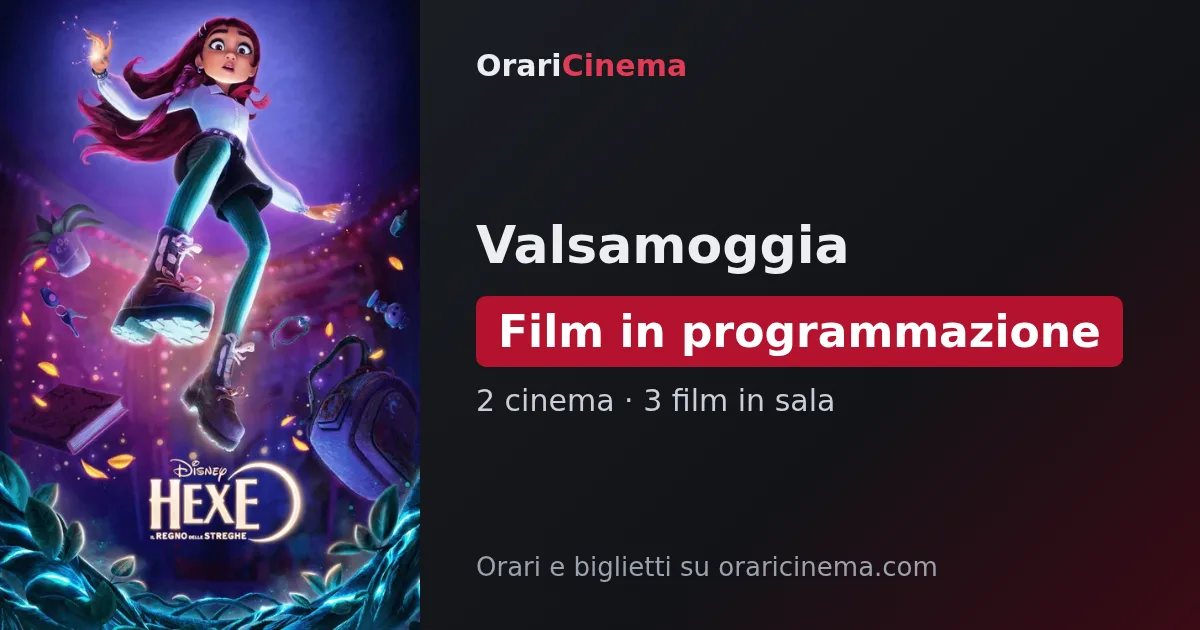 OrariCinema
Valsamoggia
Film in programmazione
2 cinema · 3 film in sala
Orari e biglietti su oraricinema.com
Disney
HEXE
IL REGNO DELLE STREGHE